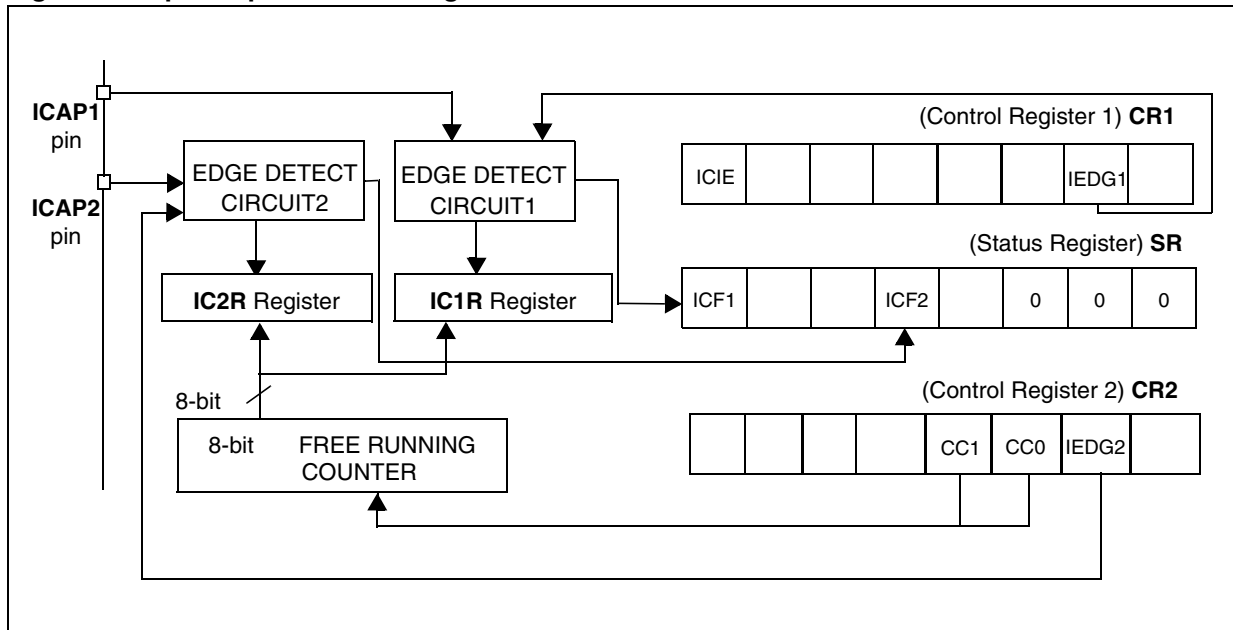 ICAP1
pin
ICAP2
pin
EDGE DETECT
CIRCUIT2
EDGE DETECT
CIRCUIT1
IC2R Register
IC1R Register
8-bit
8-bit FREE RUNNING
COUNTER
(Control Register 1) CR1
ICIE IEDG1
(Status Register) SR
ICF1 ICF2 0 0 0
(Control Register 2) CR2
CC1 CC0 IEDG2